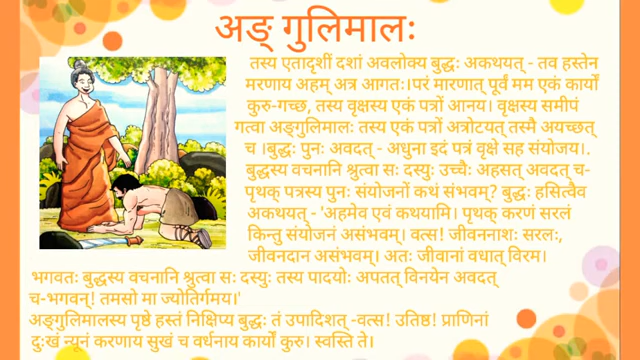 अङ् गुलिमालः
तस्य एतादृशीं दशां अवलोक्य बुद्धः अकथयत् - तव हस्तेन
मरणाय अहम् अत्र आगतः।परं मारणात् पूर्वं मम एकं कार्यों
कुरु-गच्छ, तस्य वृक्षस्य एकं पत्रों आनय। वृक्षस्य समीपं
गत्वा अङ्गुलिमालः तस्य एकं पत्रों अत्रोटयत् तस्मै अयच्छत्
च ।बुद्धः पुनः अवदत् - अधुना इदं पत्रं वृक्षे सह संयोजय।.
बुद्धस्य वचनानि श्रुत्वा सः दस्युः उच्चैः अहसत् अवदत् च-
पृथक् पत्रस्य पुनः संयोजनों कथं संभवम्? बुद्धः हसित्वैव
अकथयत् - 'अहमेव एवं कथयामि। पृथक् करणं सरलं
किन्तु संयोजनं असंभवम्। वत्स! जीवननाशः सरलः,
जीवनदान असंभवम्। अतः जीवानां वधात् विरम।
भगवतः बुद्धस्य वचनानि श्रुत्वा सः दस्युः तस्य पादयोः अपतत् विनयेन अवदत्
च-भगवन्! तमसो मा ज्योतिर्गमय।'
अङ्गुलिमालस्य पृष्ठे हस्तं निक्षिप्य बुद्धः तं उपादिशत् -वत्स! उतिष्ठ! प्राणिनां
दुःखं न्यूनं करणाय सुखं च वर्धनाय कार्यों कुरु। स्वस्ति ते।